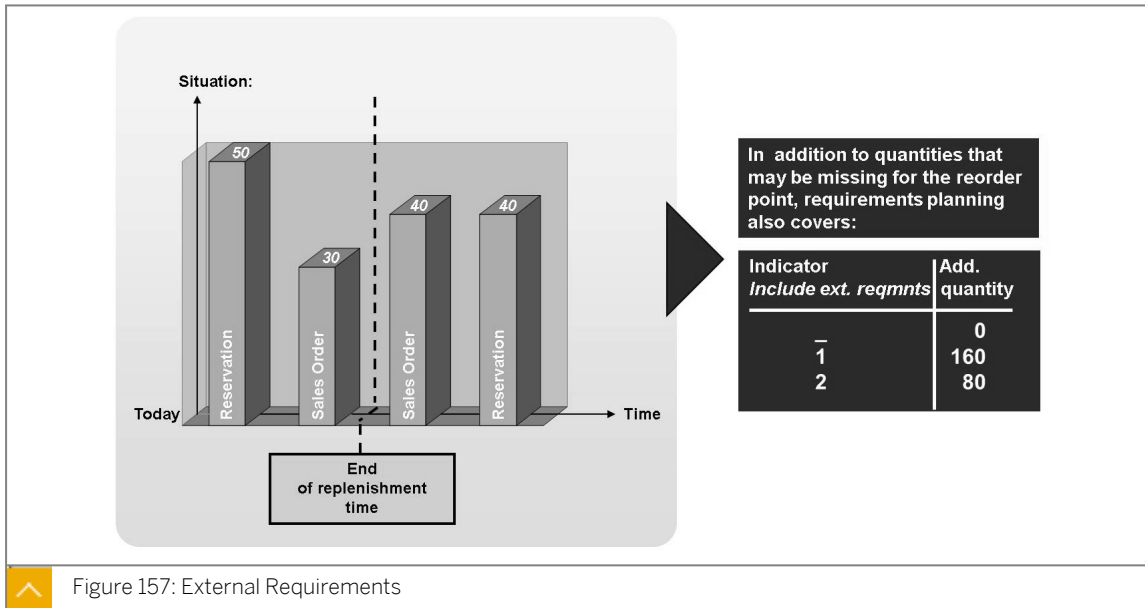 Situation:
50
30
40
40
Reservation
Sales Order
Sales Order
Reservation
Today
Time
End
of replenishment
time
In addition to quantities that
may be missing for the reorder
point, requirements planning
also covers:
Indicator Add.
Include ext. reqmnts quantity
_ 0
1 160
2 80
Figure 157: External Requirements